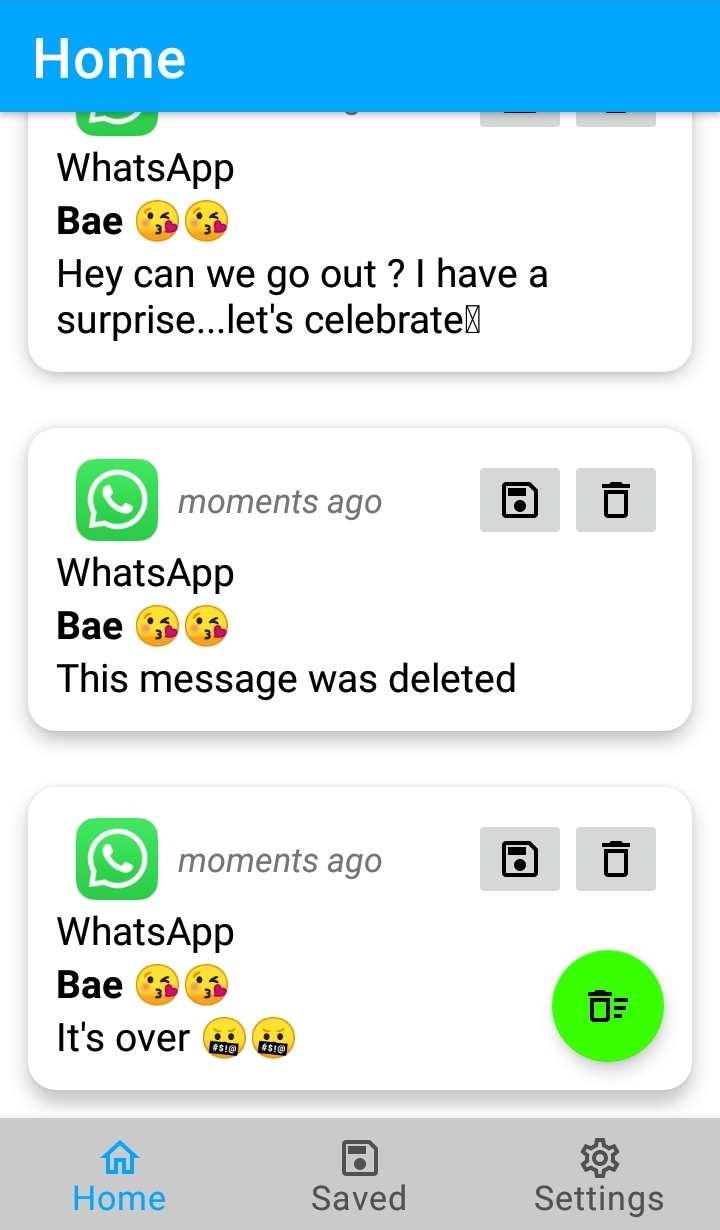 Home
WhatsApp
Bae 😘😘
Hey can we go out ? I have a
surprise...let's celebrate
moments ago
WhatsApp
Bae 😘😘
This message was deleted
moments ago
WhatsApp
Bae 😘😘
It's over 🤬🤬
Home
Saved
Settings